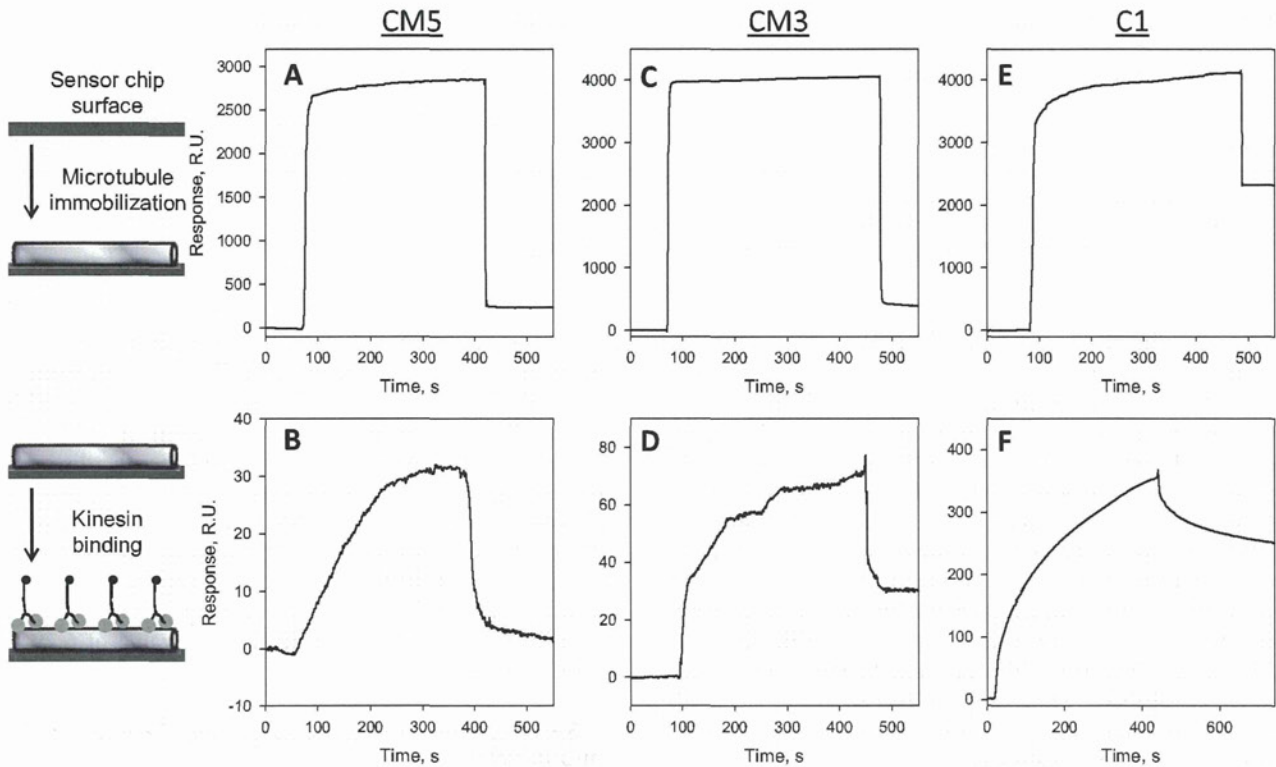 CM5
CM3
C1
Sensor chip
surface
Microtubule
immobilization
Kinesin
binding
A
Response, R.U.
3000
2500
2000
1500
1000
500
0
0 100 200 300 400 500
Time, s
C
4000
3000
2000
1000
0
0 100 200 300 400 500
Time, s
E
4000
3000
2000
1000
0
0 100 200 300 400 500
Time, s
B
Response, R.U.
40
30
20
10
0
-10
0 100 200 300 400 500
Time, s
D
80
60
40
20
0
0 100 200 300 400 500
Time, s
F
400
300
200
100
0
0 200 400 600
Time, s